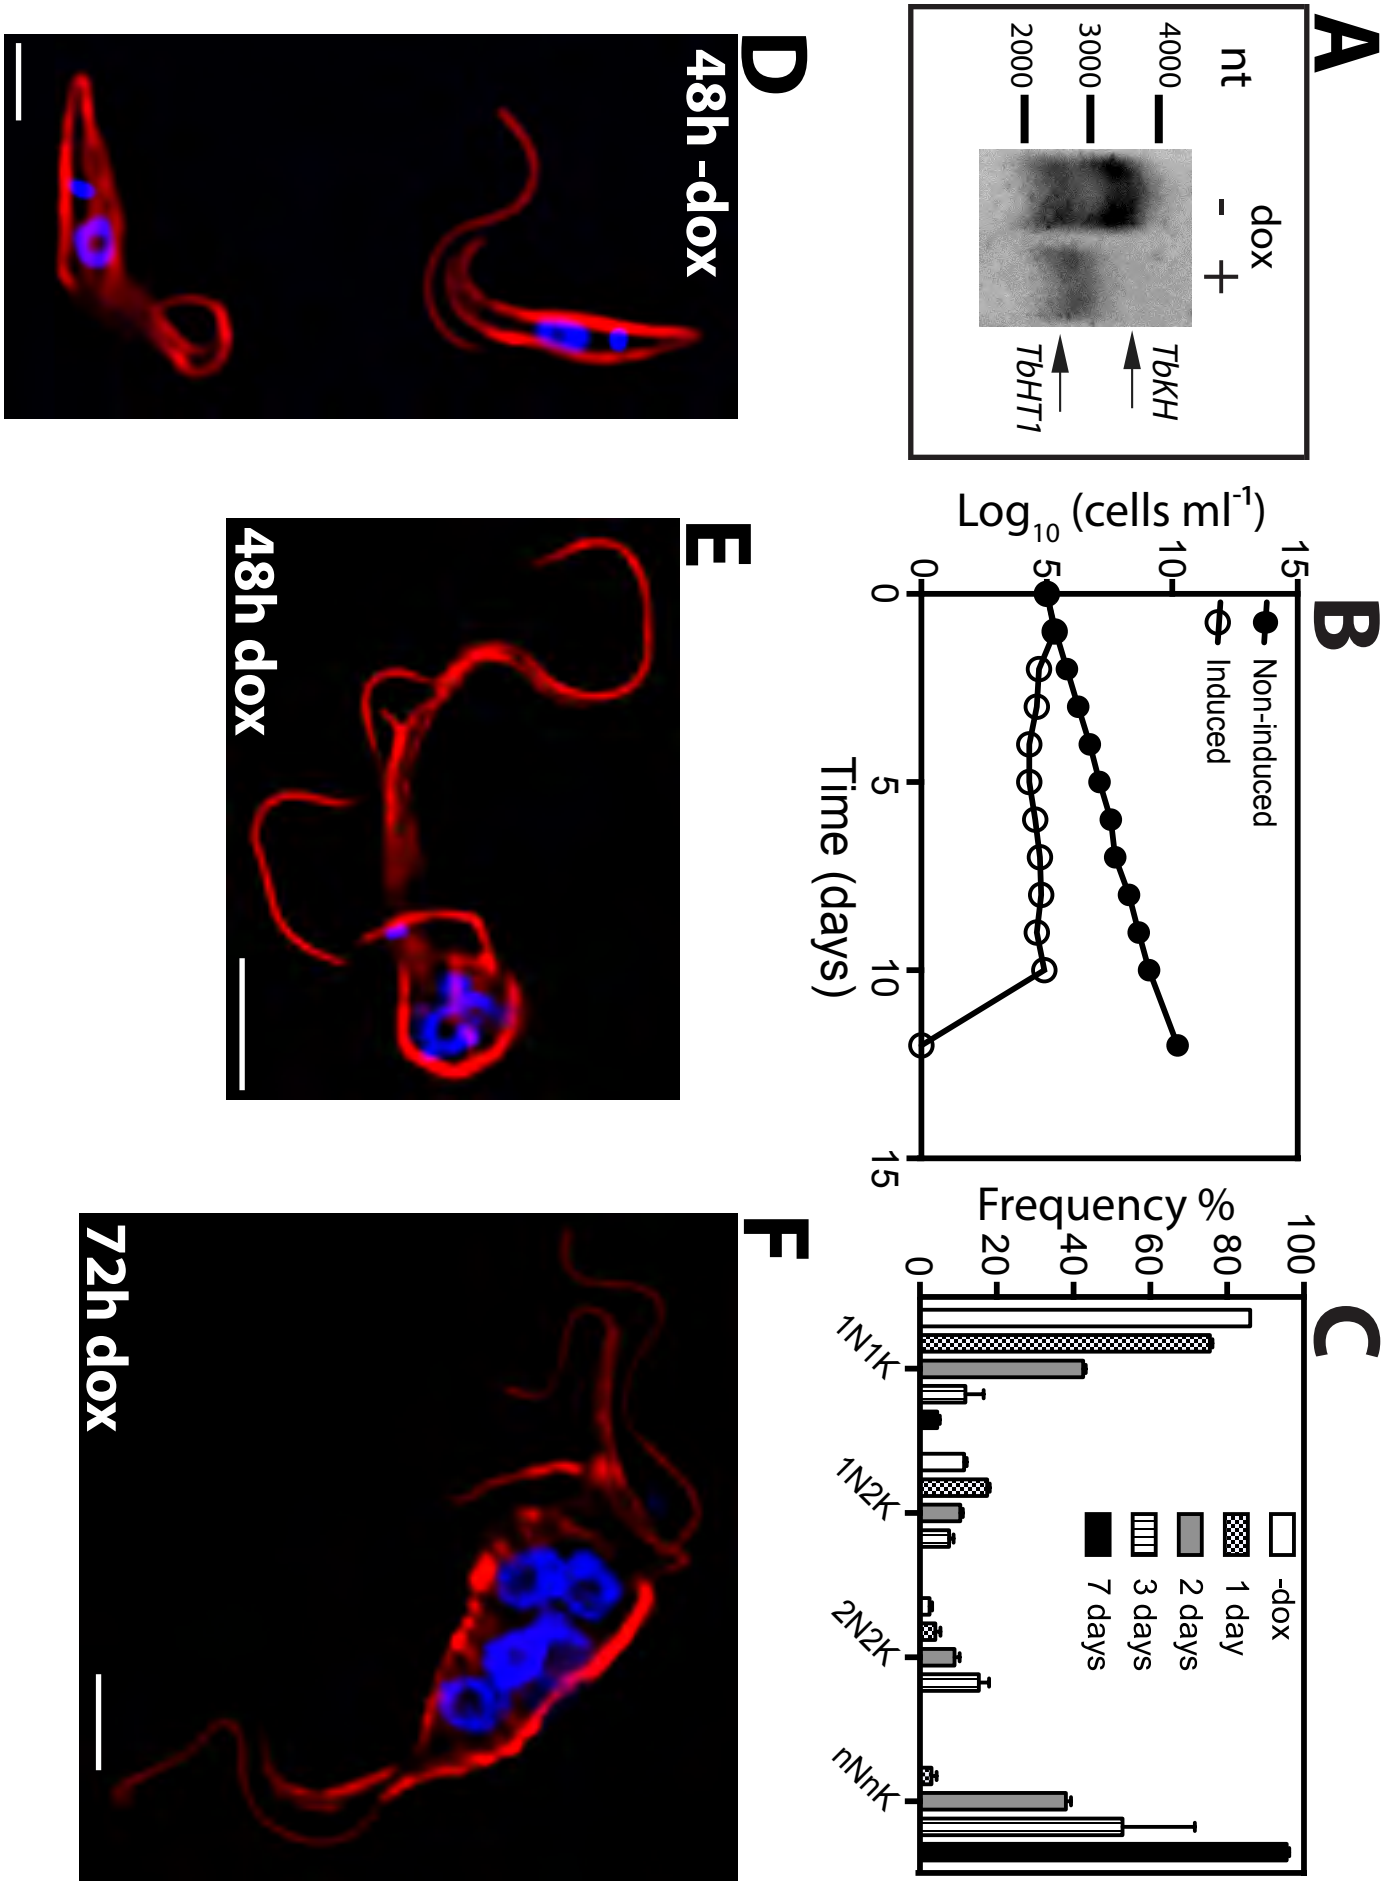 A
nt
4000
3000
2000
dox
- +
TbKH
TbHT1
B
Log10 (cells ml-1)
15
10
5
0
Non-induced
Induced
0 5 10 15
Time (days)
C
Frequency %
100
80
60
40
20
0
-dox
1 day
2 days
3 days
7 days
1N1K 1N2K 2N2K nNnK
D
48h -dox
E
48h dox
F
72h dox